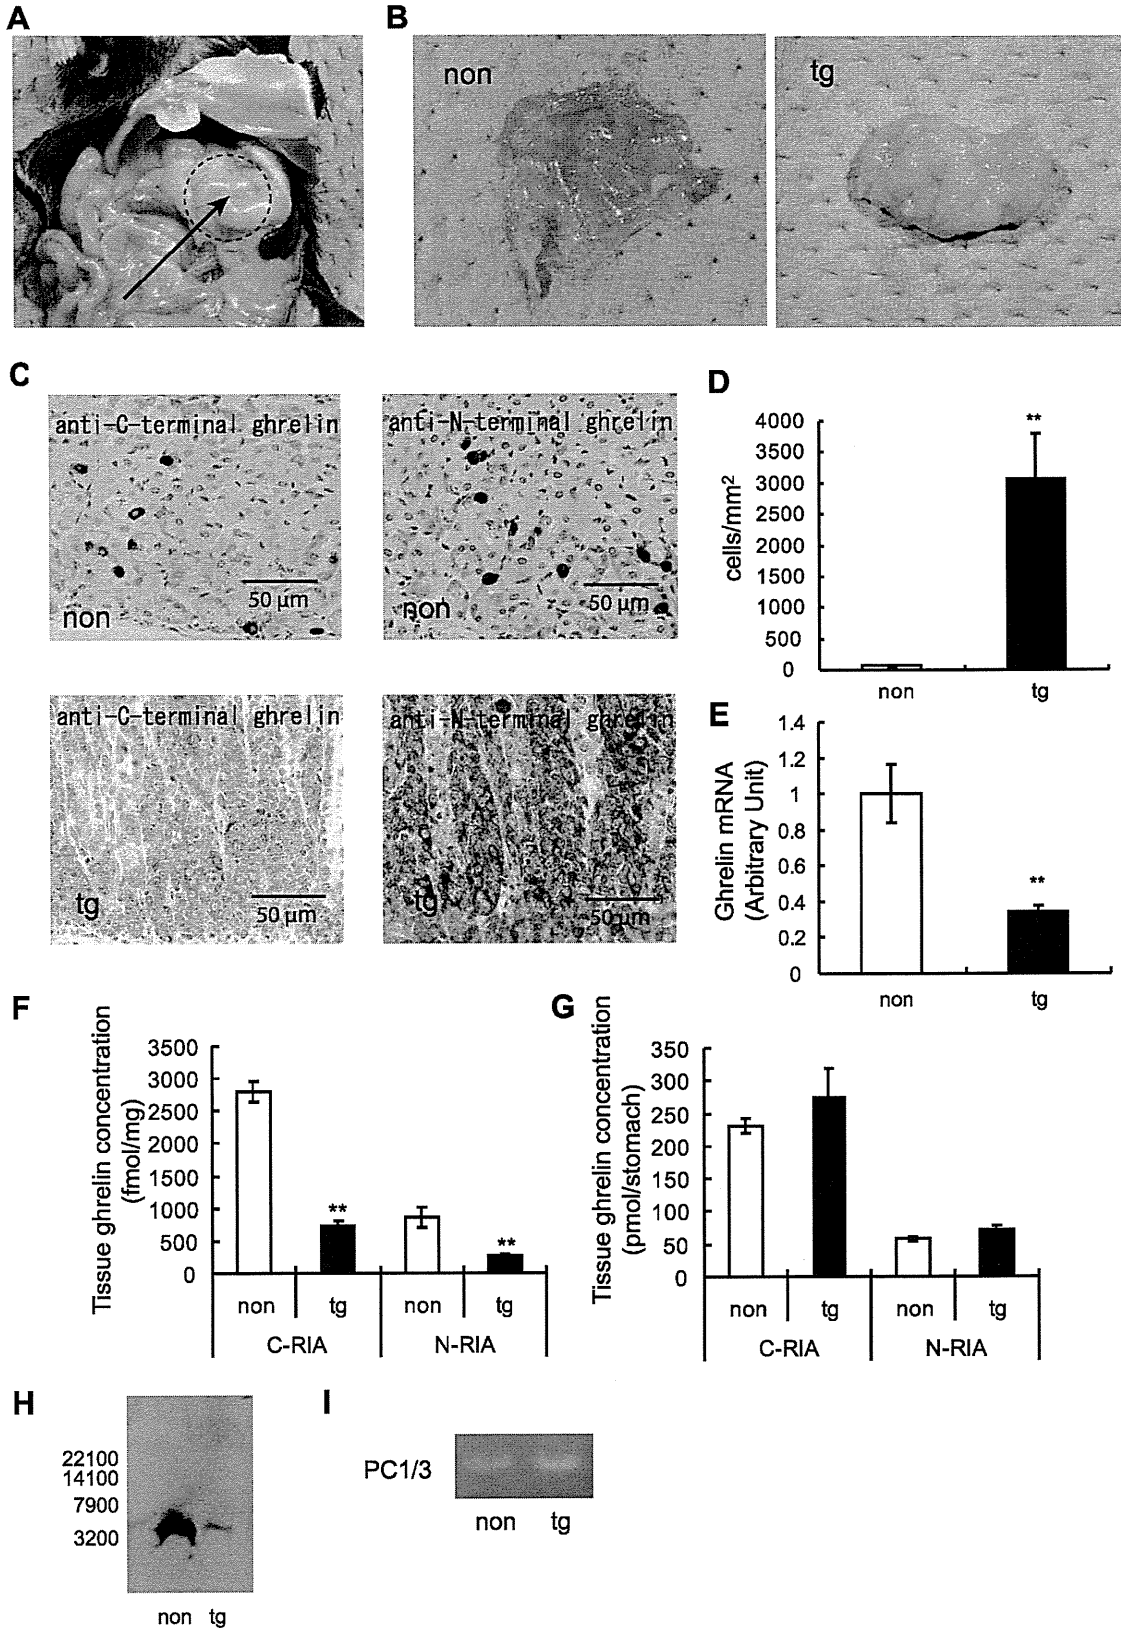 A
B
non
tg
C
anti-C-terminal ghrelin
50 µm
non
anti-N-terminal ghrelin
50 µm
non
anti-C-terminal ghrelin
50 µm
tg
anti-N-terminal ghrelin
50 µm
tg
D
cells/mm²
4000
3500
3000
2500
2000
1500
1000
500
0
**
non
tg
E
Ghrelin mRNA
(Arbitrary Unit)
1.4
1.2
1
0.8
0.6
0.4
0.2
0
**
non
tg
F
Tissue ghrelin concentration
(fmol/mg)
3500
3000
2500
2000
1500
1000
500
0
**
**
non tg non tg
C-RIA N-RIA
G
Tissue ghrelin concentration
(pmol/stomach)
350
300
250
200
150
100
50
0
non tg non tg
C-RIA N-RIA
H
22100
14100
7900
3200
non tg
I
PC1/3
non tg